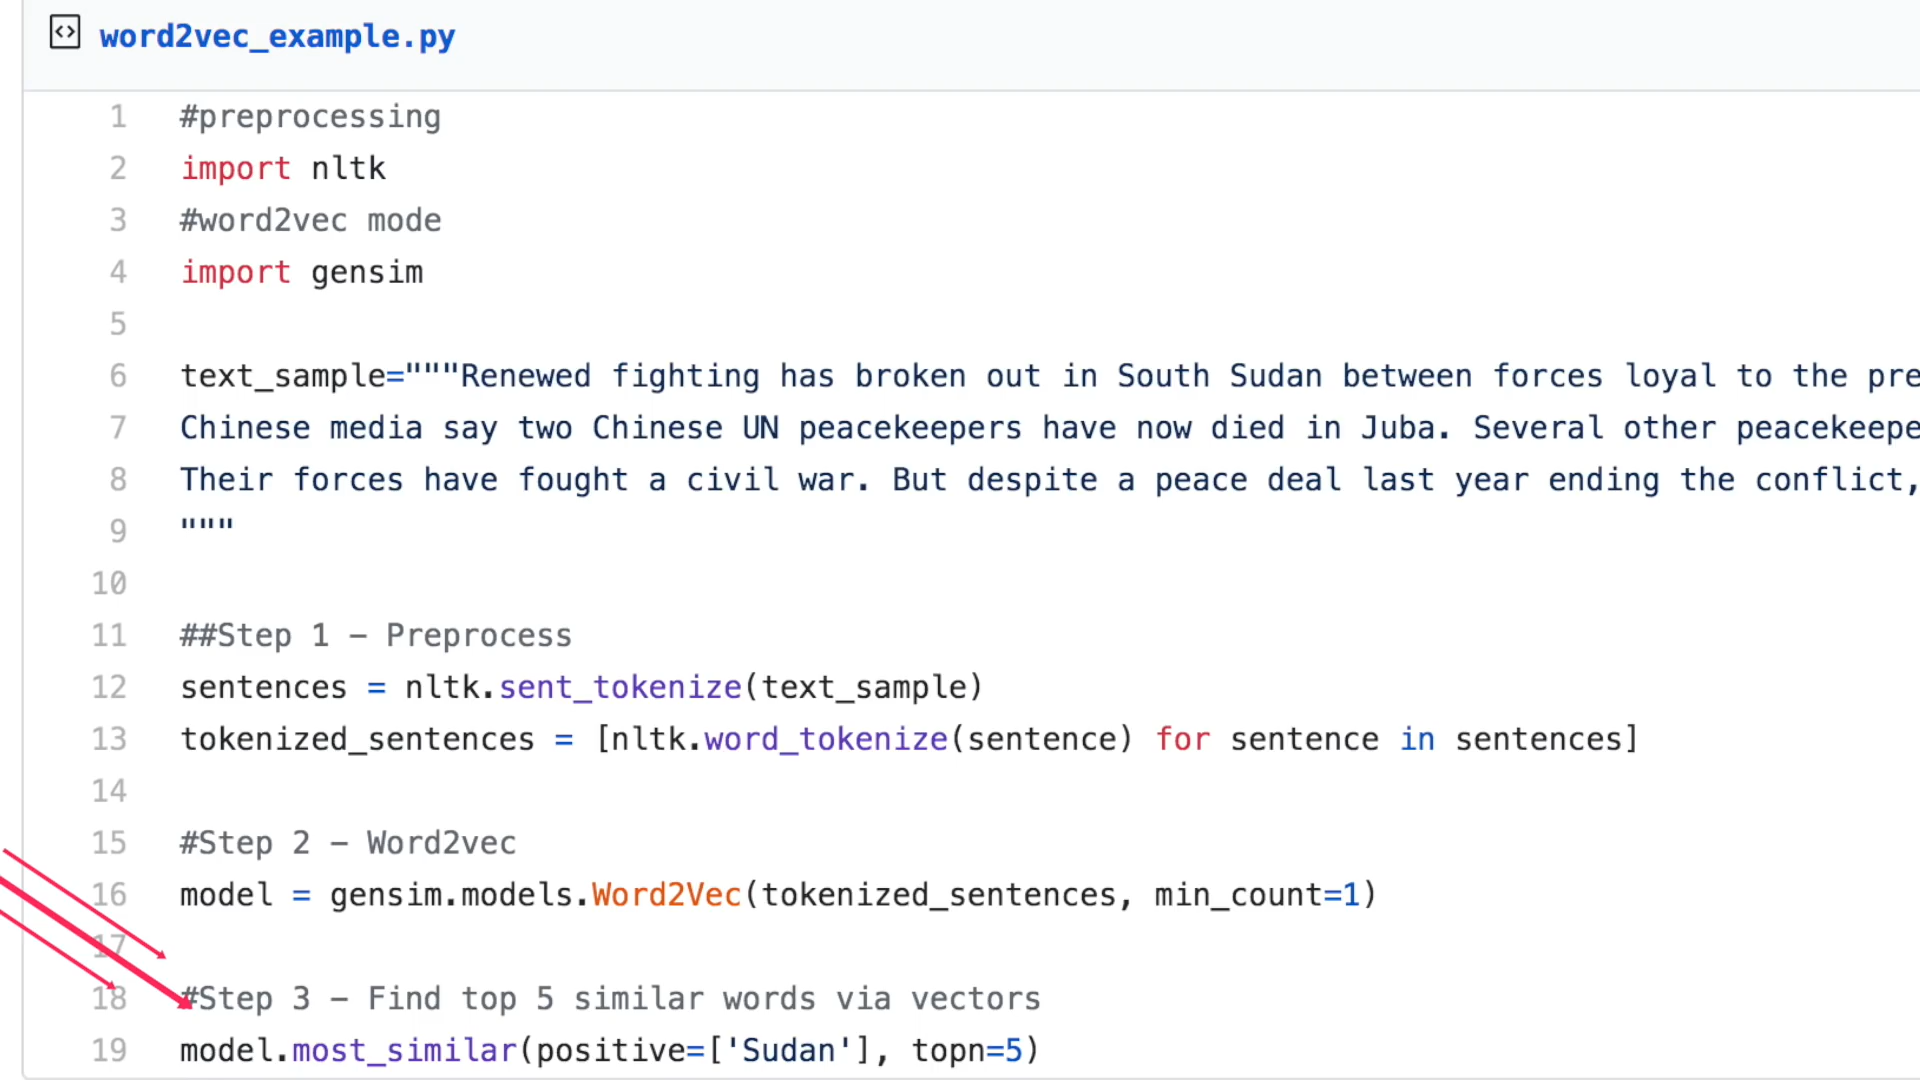 word2vec_example.py
1 #preprocessing
2 import nltk
3 #word2vec mode
4 import gensim
5
6 text_sample="""Renewed fighting has broken out in South Sudan between forces loyal to the pre
7 Chinese media say two Chinese UN peacekeepers have now died in Juba. Several other peacekeepe
8 Their forces have fought a civil war. But despite a peace deal last year ending the conflict,
9 """
10
11 ##Step 1 – Preprocess
12 sentences = nltk.sent_tokenize(text_sample)
13 tokenized_sentences = [nltk.word_tokenize(sentence) for sentence in sentences]
14
15 #Step 2 – Word2vec
16 model = gensim.models.Word2Vec(tokenized_sentences, min_count=1)
17
18 #Step 3 – Find top 5 similar words via vectors
19 model.most_similar(positive=['Sudan'], topn=5)